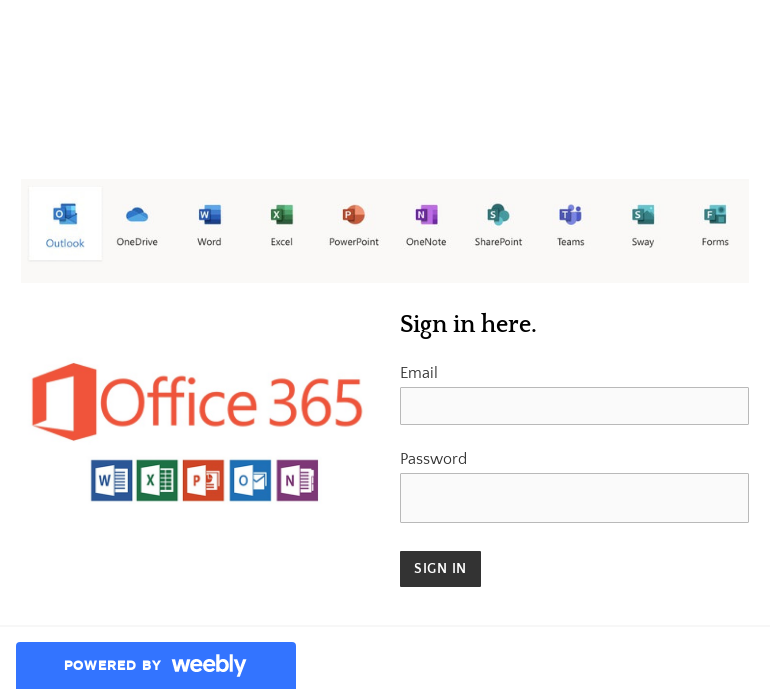 Outlook OneDrive Word Excel PowerPoint OneNote SharePoint Teams Sway Forms
Sign in here.
Email
Office 365
Password
SIGN IN
POWERED BY weebly